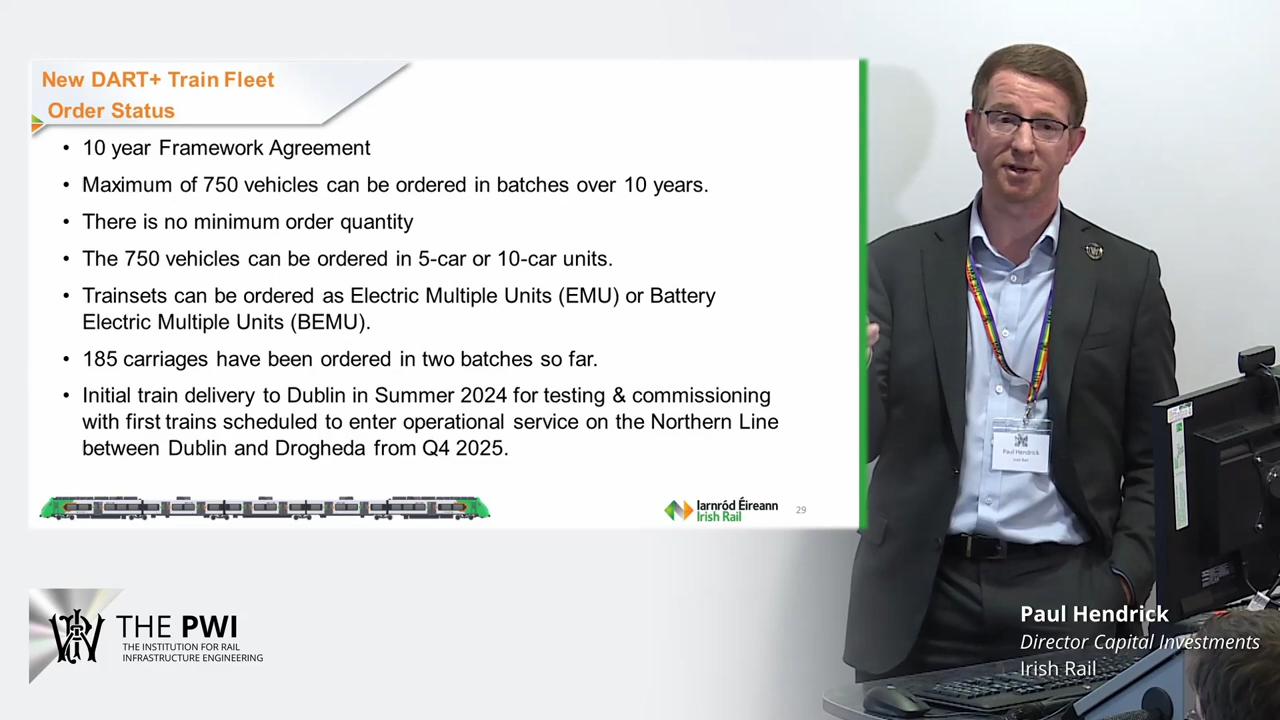 New DART+ Train Fleet
Order Status
• 10 year Framework Agreement
• Maximum of 750 vehicles can be ordered in batches over 10 years.
• There is no minimum order quantity
• The 750 vehicles can be ordered in 5-car or 10-car units.
• Trainsets can be ordered as Electric Multiple Units (EMU) or Battery
Electric Multiple Units (BEMU).
• 185 carriages have been ordered in two batches so far.
• Initial train delivery to Dublin in Summer 2024 for testing & commissioning
with first trains scheduled to enter operational service on the Northern Line
between Dublin and Drogheda from Q4 2025.
Iarnród Éireann
Irish Rail
29
Paul Hendrick
Irish Rail
THE PWI
THE INSTITUTION FOR RAIL
INFRASTRUCTURE ENGINEERING
Paul Hendrick
Director Capital Investments
Irish Rail